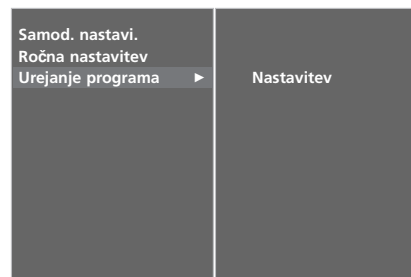 Samod. nastavi.
Ročna nastavitev
Urejanje programa ►
Nastavitev